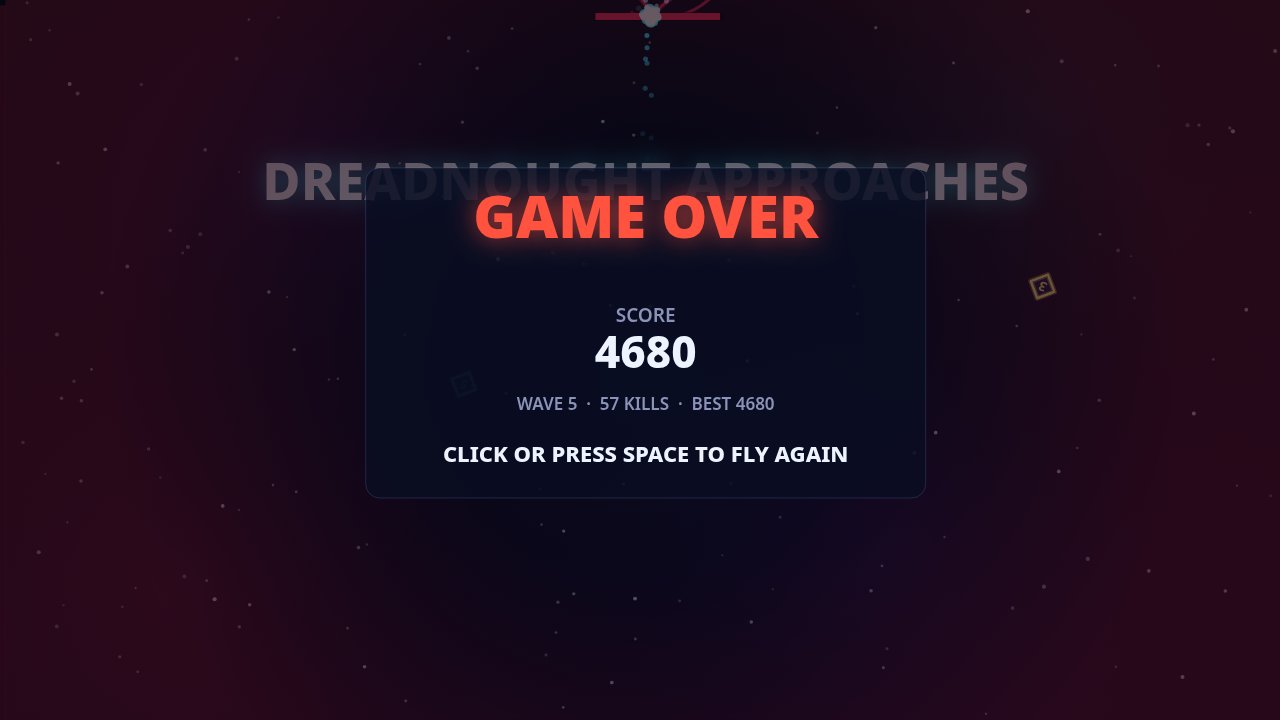 DREADNOUGHT APPROACHES
GAME OVER
SCORE
4680
WAVE 5 · 57 KILLS · BEST 4680
CLICK OR PRESS SPACE TO FLY AGAIN